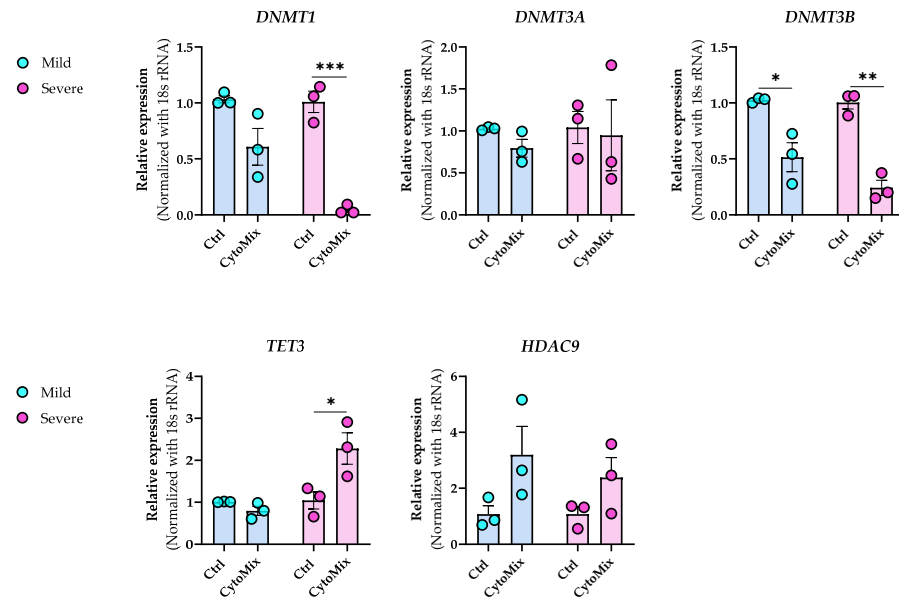 DNMT1
DNMT3A
DNMT3B
Mild
Severe
Relative expression
(Normalized with 18s rRNA)
1.5
1.0
0.5
0.0
***
Ctrl
CytoMix
Ctrl
CytoMix
Relative expression
(Normalized with 18s rRNA)
2.0
1.5
1.0
0.5
0.0
Ctrl
CytoMix
Ctrl
CytoMix
Relative expression
(Normalized with 18s rRNA)
1.5
1.0
0.5
0.0
*
**
Ctrl
CytoMix
Ctrl
CytoMix
TET3
HDAC9
Mild
Severe
Relative expression
(Normalized with 18s rRNA)
4
3
2
1
0
*
Ctrl
CytoMix
Ctrl
CytoMix
Relative expression
(Normalized with 18s rRNA)
6
4
2
0
Ctrl
CytoMix
Ctrl
CytoMix